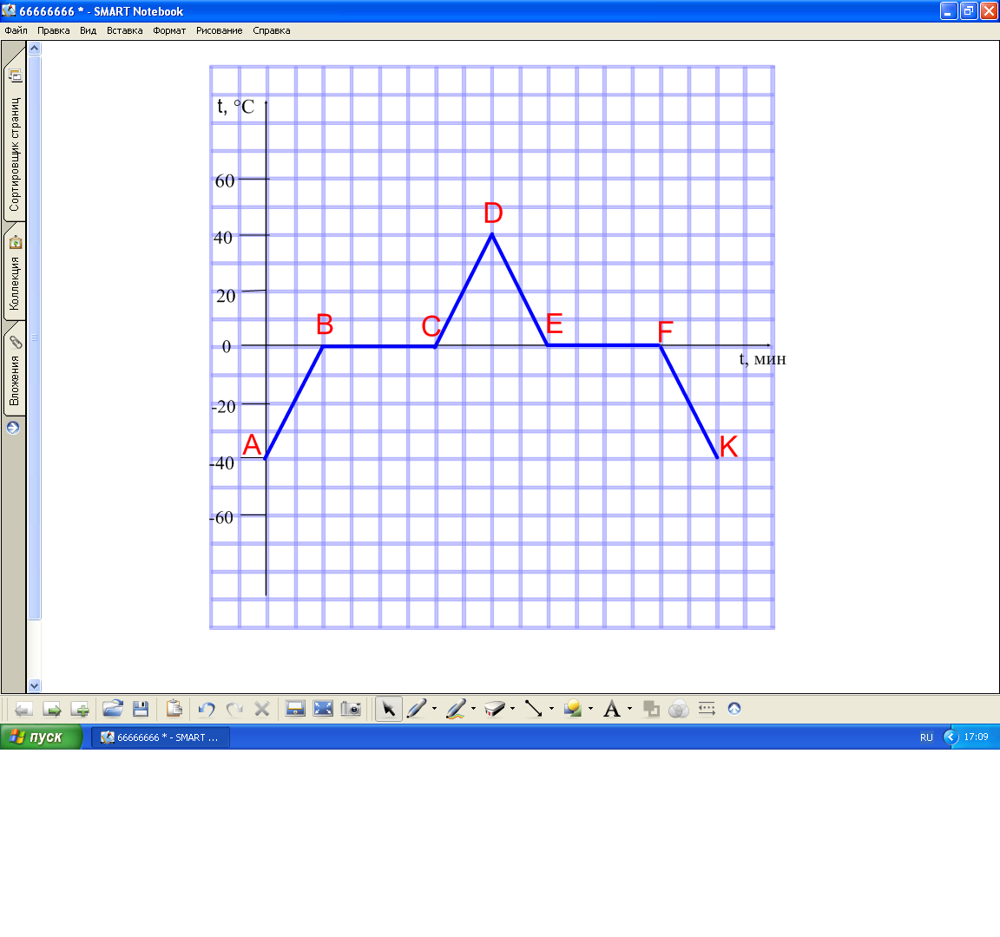 66666666 * - SMART Notebook
Файл Правка Вид Вставка Формат Рисование Справка
Сортировщик страниц
Коллекция
Вложения
t, °C
60
40
20
0
-20
-40
-60
A
B
C
D
E
F
K
t, мин
A
пуск
66666666 * - SMART ...
RU
17:09